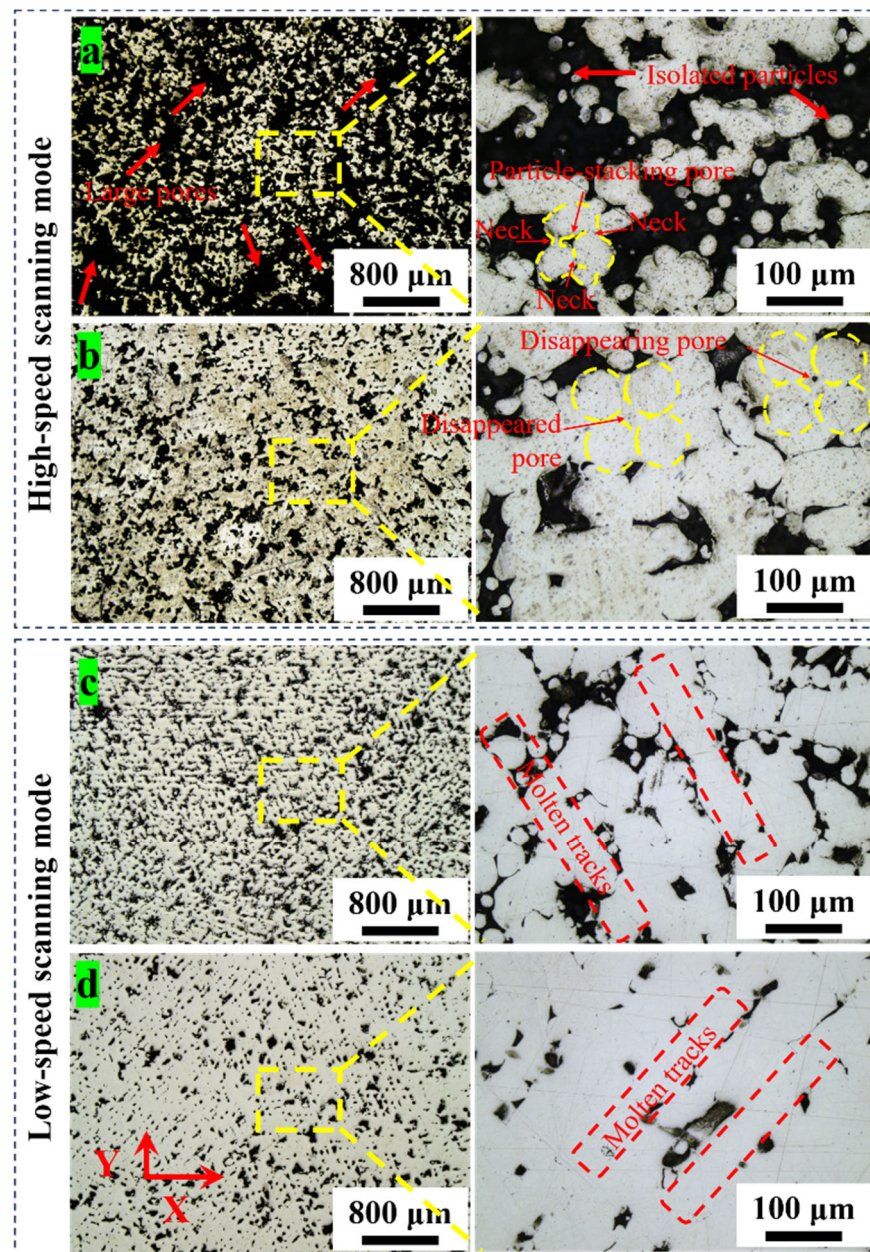 High-speed scanning mode
a
Large pores
800 μm
Isolated particles
Particle-stacking pore
Neck
Neck
Neck
100 μm
b
800 μm
Disappearing pore
Disappeared
pore
100 μm
Low-speed scanning mode
c
800 μm
Molten tracks
100 μm
d
Y
X
800 μm
Molten tracks
100 μm